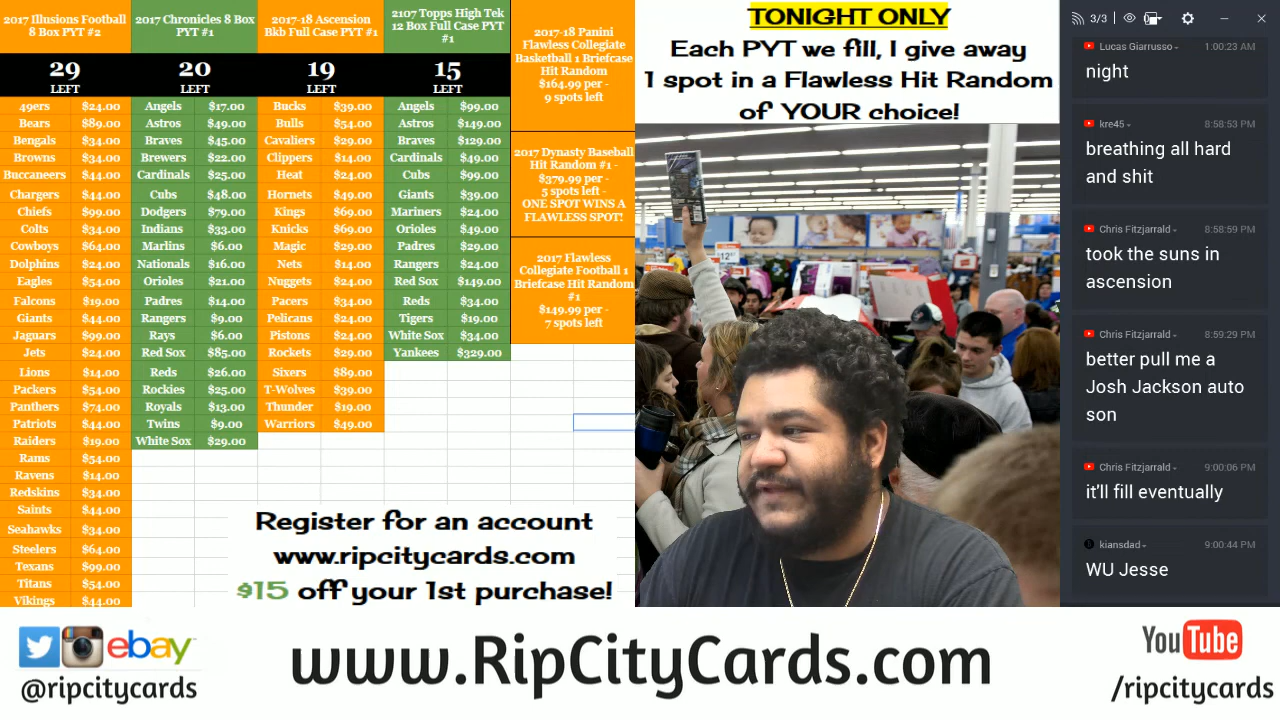 2017 Illusions Football
8 Box PYT #2
29
LEFT
49ers $24.00
Bears $89.00
Bengals $34.00
Browns $34.00
Buccaneers $44.00
Chargers $44.00
Chiefs $99.00
Colts $34.00
Cowboys $64.00
Dolphins $24.00
Eagles $54.00
Falcons $19.00
Giants $44.00
Jaguars $99.00
Jets $24.00
Lions $14.00
Packers $54.00
Panthers $74.00
Patriots $44.00
Raiders $19.00
Rams $54.00
Ravens $14.00
Redskins $34.00
Saints $44.00
Seahawks $34.00
Steelers $64.00
Texans $99.00
Titans $54.00
Vikings $44.00
2017 Chronicles 8 Box
PYT #1
20
LEFT
Angels $17.00
Astros $49.00
Braves $45.00
Brewers $22.00
Cardinals $25.00
Cubs $48.00
Dodgers $79.00
Indians $33.00
Marlins $6.00
Nationals $16.00
Orioles $21.00
Padres $14.00
Rangers $9.00
Rays $6.00
Red Sox $85.00
Reds $26.00
Rockies $25.00
Royals $13.00
Twins $9.00
White Sox $29.00
2017-18 Ascension
Bkb Full Case PYT #1
19
LEFT
Bucks $39.00
Bulls $54.00
Cavaliers $29.00
Clippers $14.00
Heat $24.00
Hornets $49.00
Kings $69.00
Knicks $69.00
Magic $29.00
Nets $14.00
Nuggets $24.00
Pacers $34.00
Pelicans $24.00
Pistons $24.00
Rockets $29.00
Sixers $89.00
T-Wolves $39.00
Thunder $19.00
Warriors $49.00
2107 Topps High Tek
12 Box Full Case PYT
#1
15
LEFT
Angels $99.00
Astros $149.00
Braves $129.00
Cardinals $49.00
Cubs $99.00
Giants $39.00
Mariners $24.00
Orioles $49.00
Padres $29.00
Rangers $24.00
Red Sox $149.00
Reds $34.00
Tigers $19.00
White Sox $34.00
Yankees $329.00
2017-18 Panini
Flawless Collegiate
Basketball 1 Briefcase
Hit Random
$164.99 per -
9 spots left
2017 Dynasty Baseball
Hit Random #1 -
$379.99 per -
5 spots left -
ONE SPOT WINS A
FLAWLESS SPOT!
2017 Flawless
Collegiate Football 1
Briefcase Hit Random
#1
$149.99 per -
7 spots left
Register for an account
www.ripcitycards.com
$15 off your 1st purchase!
TONIGHT ONLY
Each PYT we fill, I give away
1 spot in a Flawless Hit Random
of YOUR choice!
3/3
Lucas Giarrusso 1:00:23 AM
night
kre45 8:58:53 PM
breathing all hard
and shit
Chris Fitzjarrald 8:58:59 PM
took the suns in
ascension
Chris Fitzjarrald 8:59:29 PM
better pull me a
Josh Jackson auto
son
Chris Fitzjarrald 9:00:06 PM
it'll fill eventually
kiansdad 9:00:44 PM
WU Jesse
ebay
@ripcitycards
www.RipCityCards.com
YouTube
/ripcitycards